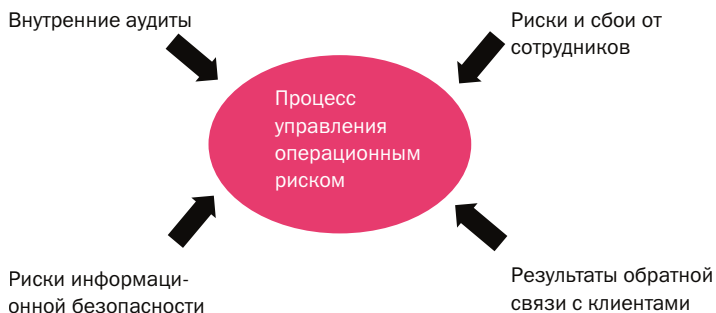 Внутренние аудиты
Риски и сбои от
сотрудников
Процесс
управления
операционным
риском
Риски информаци-
онной безопасности
Результаты обратной
связи с клиентами